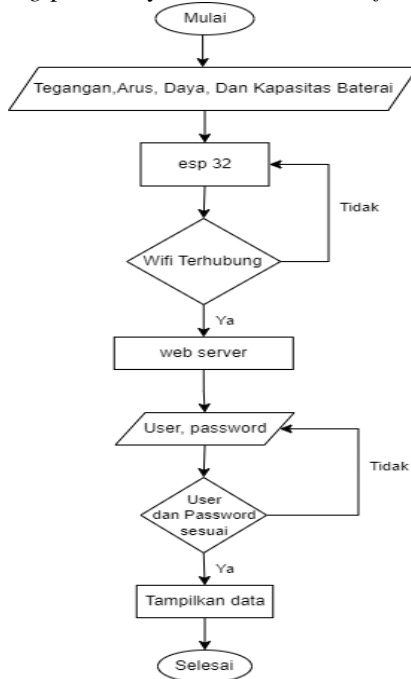 Mulai
Tegangan,Arus, Daya, Dan Kapasitas Baterai
esp 32
Tidak
Wifi Terhubung
Ya
web server
User, password
Tidak
User
dan Password
sesuai
Ya
Tampilkan data
Selesai